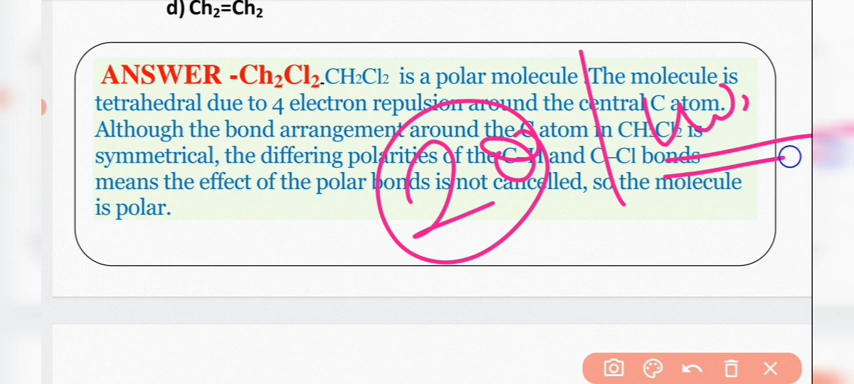 d) Ch₂=Ch₂
ANSWER -Ch₂Cl₂.CH₂Cl₂ is a polar molecule .The molecule is
tetrahedral due to 4 electron repulsion around the central C atom.
Although the bond arrangement around the C atom in CH₂Cl₂ is
symmetrical, the differing polarities of the C–H and C–Cl bonds
means the effect of the polar bonds is not cancelled, so the molecule
is polar.